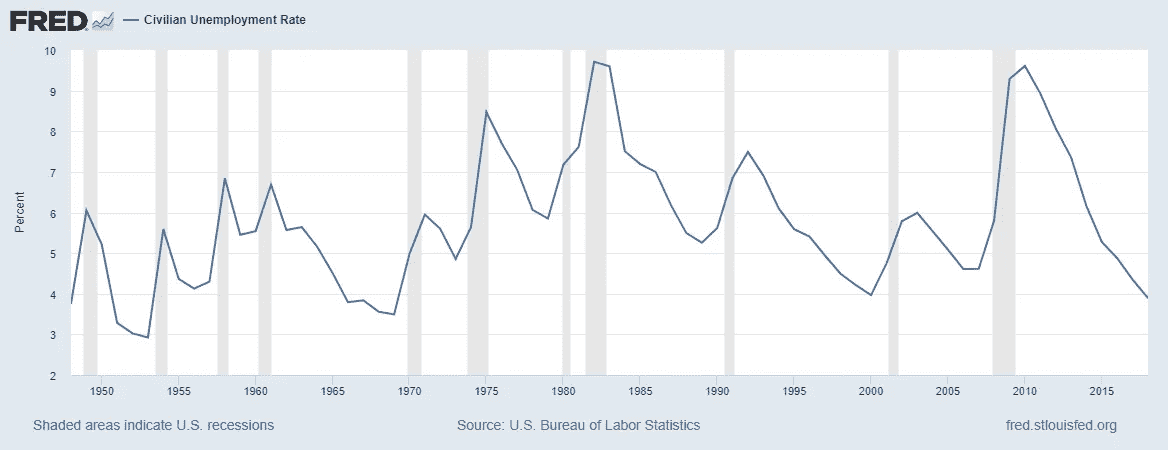 FRED
Civilian Unemployment Rate
10
9
8
7
6
5
4
3
2
Percent
1950 1955 1960 1965 1970 1975 1980 1985 1990 1995 2000 2005 2010 2015
Shaded areas indicate U.S. recessions
Source: U.S. Bureau of Labor Statistics
fred.stlouisfed.org